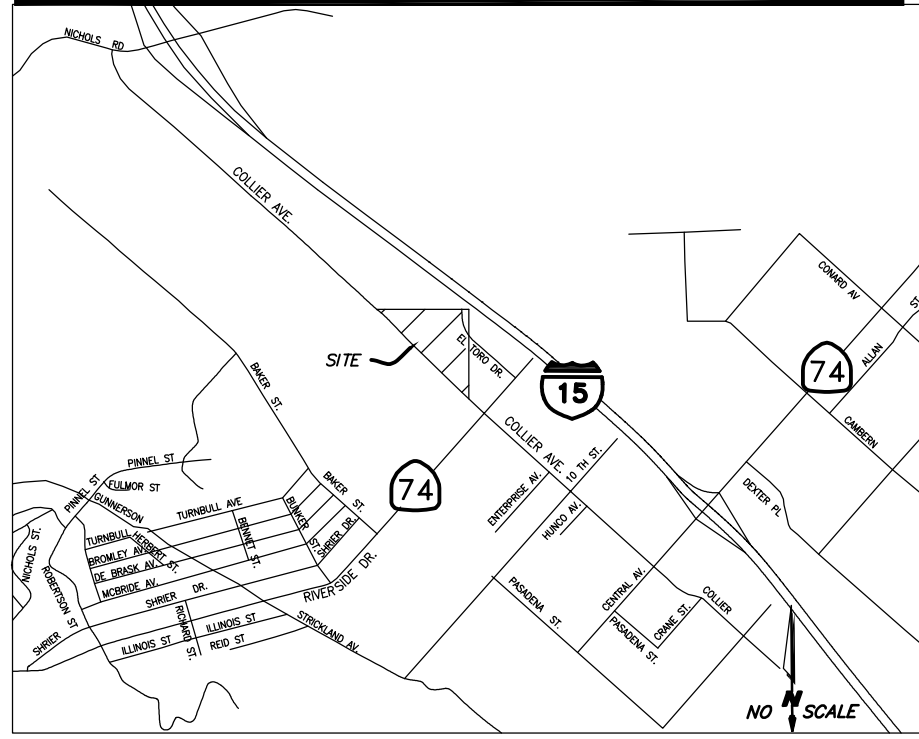 NICHOLS RD
COLLIER AVE.
CONARD AV
ST
ALLAN
74
CAMBERN
EL TORO DR.
SITE
15
BAKER ST.
COLLIER AVE.
10 TH ST.
ENTERPRISE AV.
HUNCO AV.
DEXTER PL
74
PINNEL ST
FULMOR ST
PINNEL ST
GUNNERSON
TURNBULL AVE
BAKER ST.
BUNKER ST.
SHRIER DR.
BRINNET ST.
TURNBULL
HERBERT ST.
BROMLEY AV.
DE BRASK AV.
MCBRIDE AV.
NICHOLS ST.
ROBERTSON ST
SHRIER DR.
RIVERSIDE DR.
SHRIER
RICHARD ST.
ILLINOIS ST
ILLINOIS ST
REID ST
STRICKLAND AV.
PASADENA ST.
CENTRAL AV.
PASADENA ST.
CRANE ST.
COLLIER
NO N SCALE